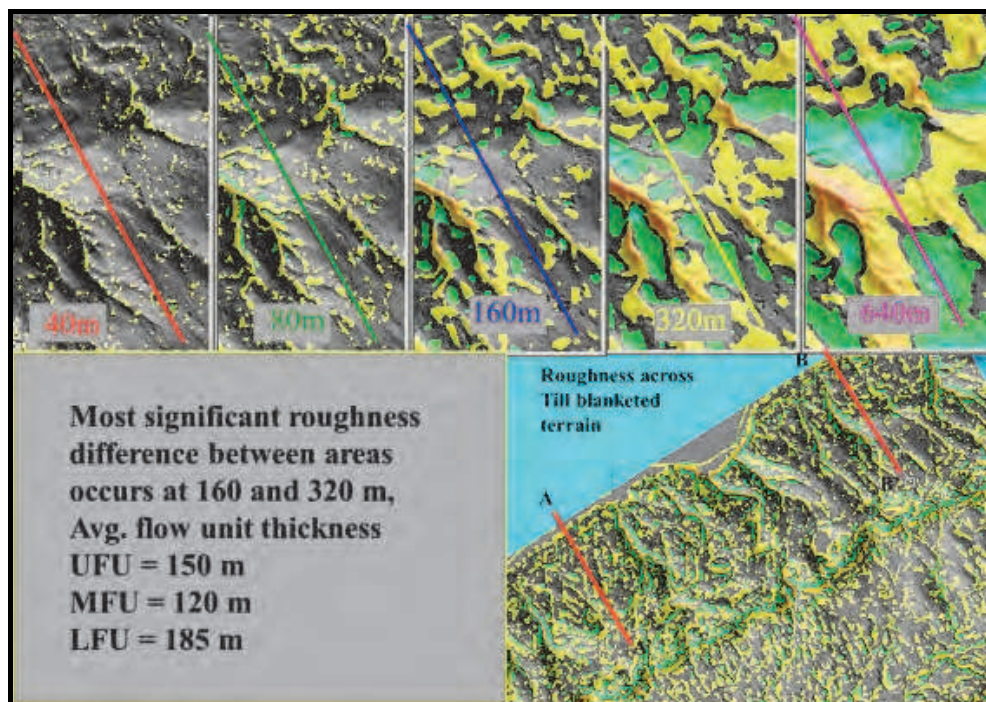 40m
80m
160m
320m
640m
Most significant roughness
difference between areas
occurs at 160 and 320 m,
Avg. flow unit thickness
UFU = 150 m
MFU = 120 m
LFU = 185 m
Roughness across
Till blanketed
terrain
B
A
B'